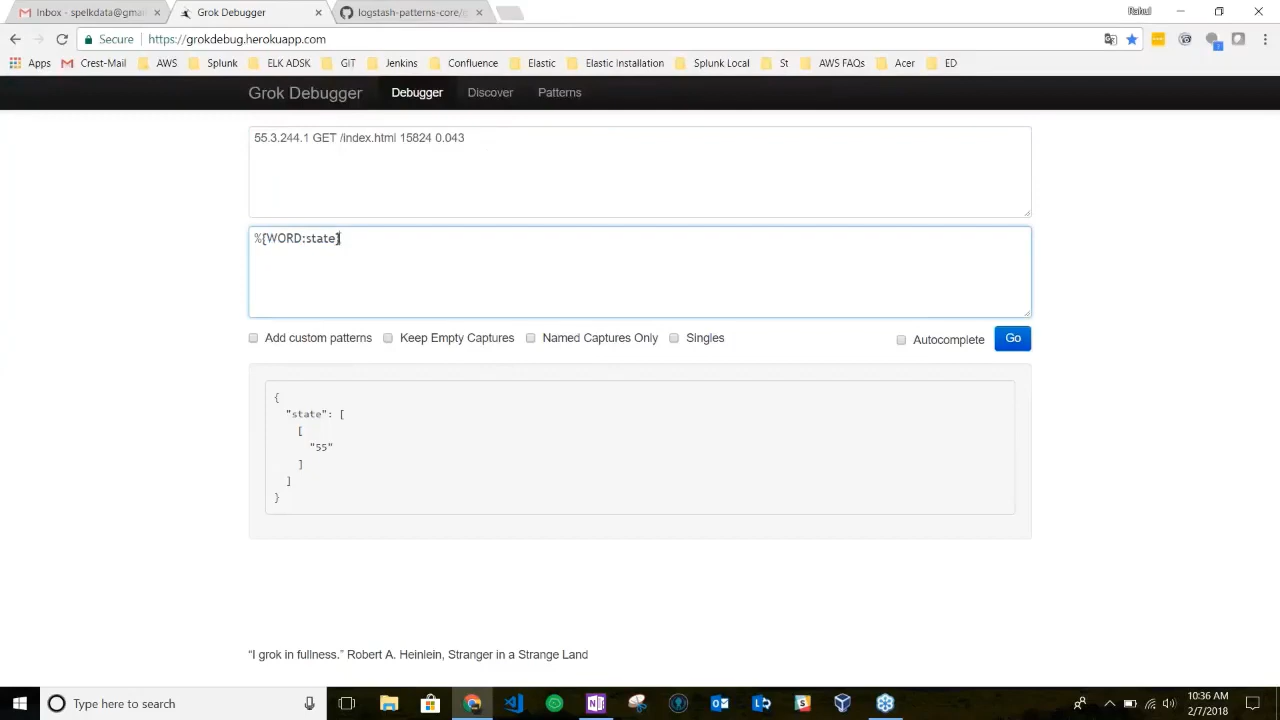 Inbox - spelkdata@gmai
Grok Debugger
logstash-patterns-core/g
Rahul
Secure
https://grokdebug.herokuapp.com
Apps
Crest-Mail
AWS
Splunk
ELK ADSK
GIT
Jenkins
Confluence
Elastic
Elastic Installation
Splunk Local
ST
AWS FAQs
Acer
ED
Grok Debugger
Debugger
Discover
Patterns
55.3.244.1 GET /index.html 15824 0.043
%{WORD:state}
Add custom patterns
Keep Empty Captures
Named Captures Only
Singles
Autocomplete
Go
{
"state": [
[
"55"
]
]
}
“I grok in fullness.” Robert A. Heinlein, Stranger in a Strange Land
Type here to search
10:36 AM
2/7/2018